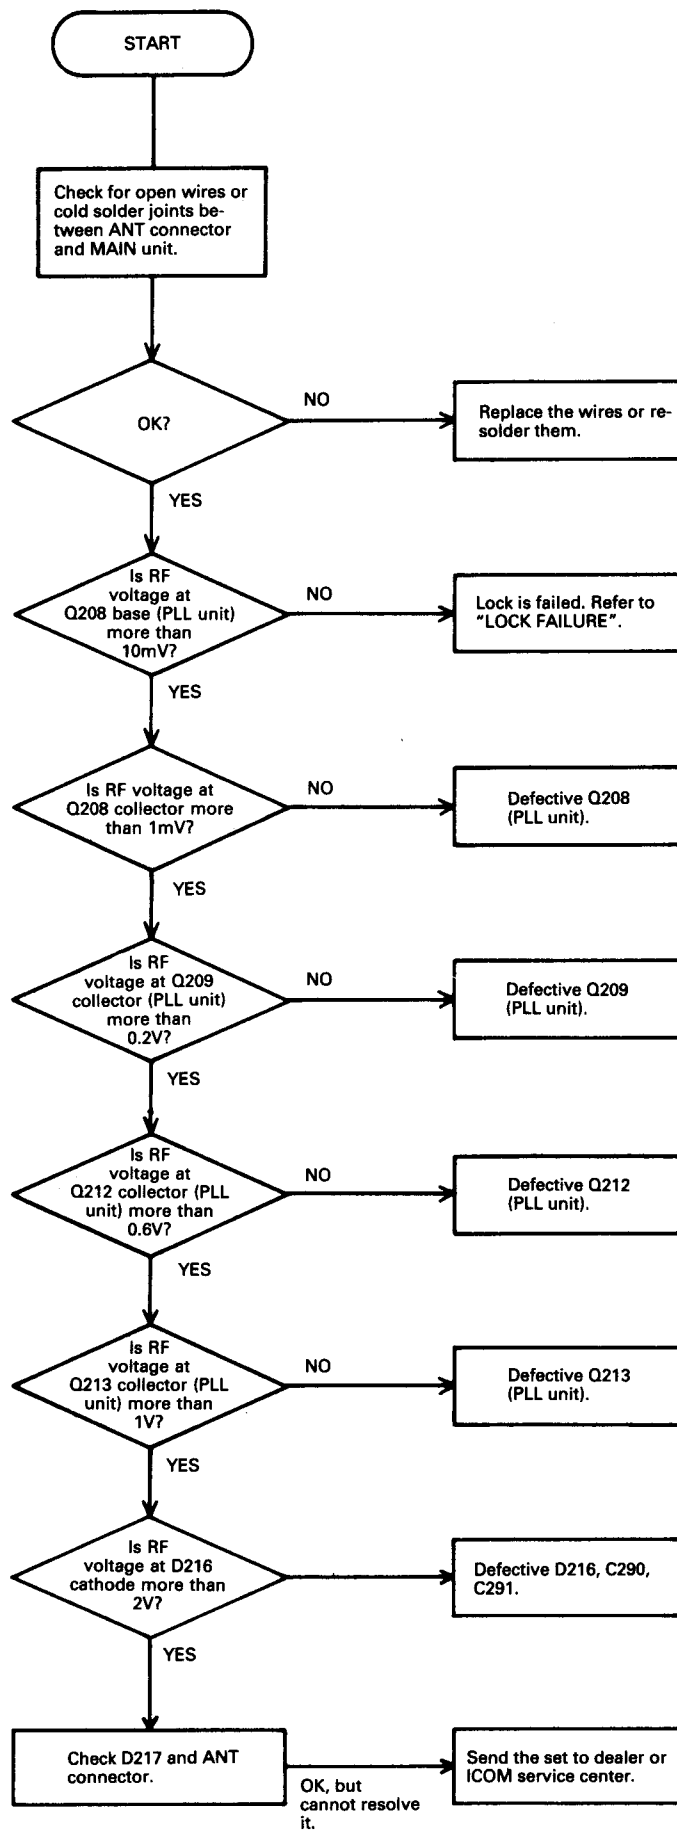 START
Check for open wires or
cold solder joints be-
tween ANT connector
and MAIN unit.
OK?
NO
Replace the wires or re-
solder them.
YES
Is RF
voltage at
Q208 base (PLL unit)
more than
10mV?
NO
Lock is failed. Refer to
"LOCK FAILURE".
YES
Is RF voltage at
Q208 collector more
than 1mV?
NO
Defective Q208
(PLL unit).
YES
Is RF
voltage at Q209
collector (PLL unit)
more than
0.2V?
NO
Defective Q209
(PLL unit).
YES
Is RF
voltage at
Q212 collector (PLL
unit) more than
0.6V?
NO
Defective Q212
(PLL unit).
YES
Is RF
voltage at
Q213 collector (PLL
unit) more than
1V?
NO
Defective Q213
(PLL unit).
YES
Is RF
voltage at D216
cathode more than
2V?
Defective D216, C290,
C291.
YES
Check D217 and ANT
connector.
OK, but
cannot resolve
it.
Send the set to dealer or
ICOM service center.